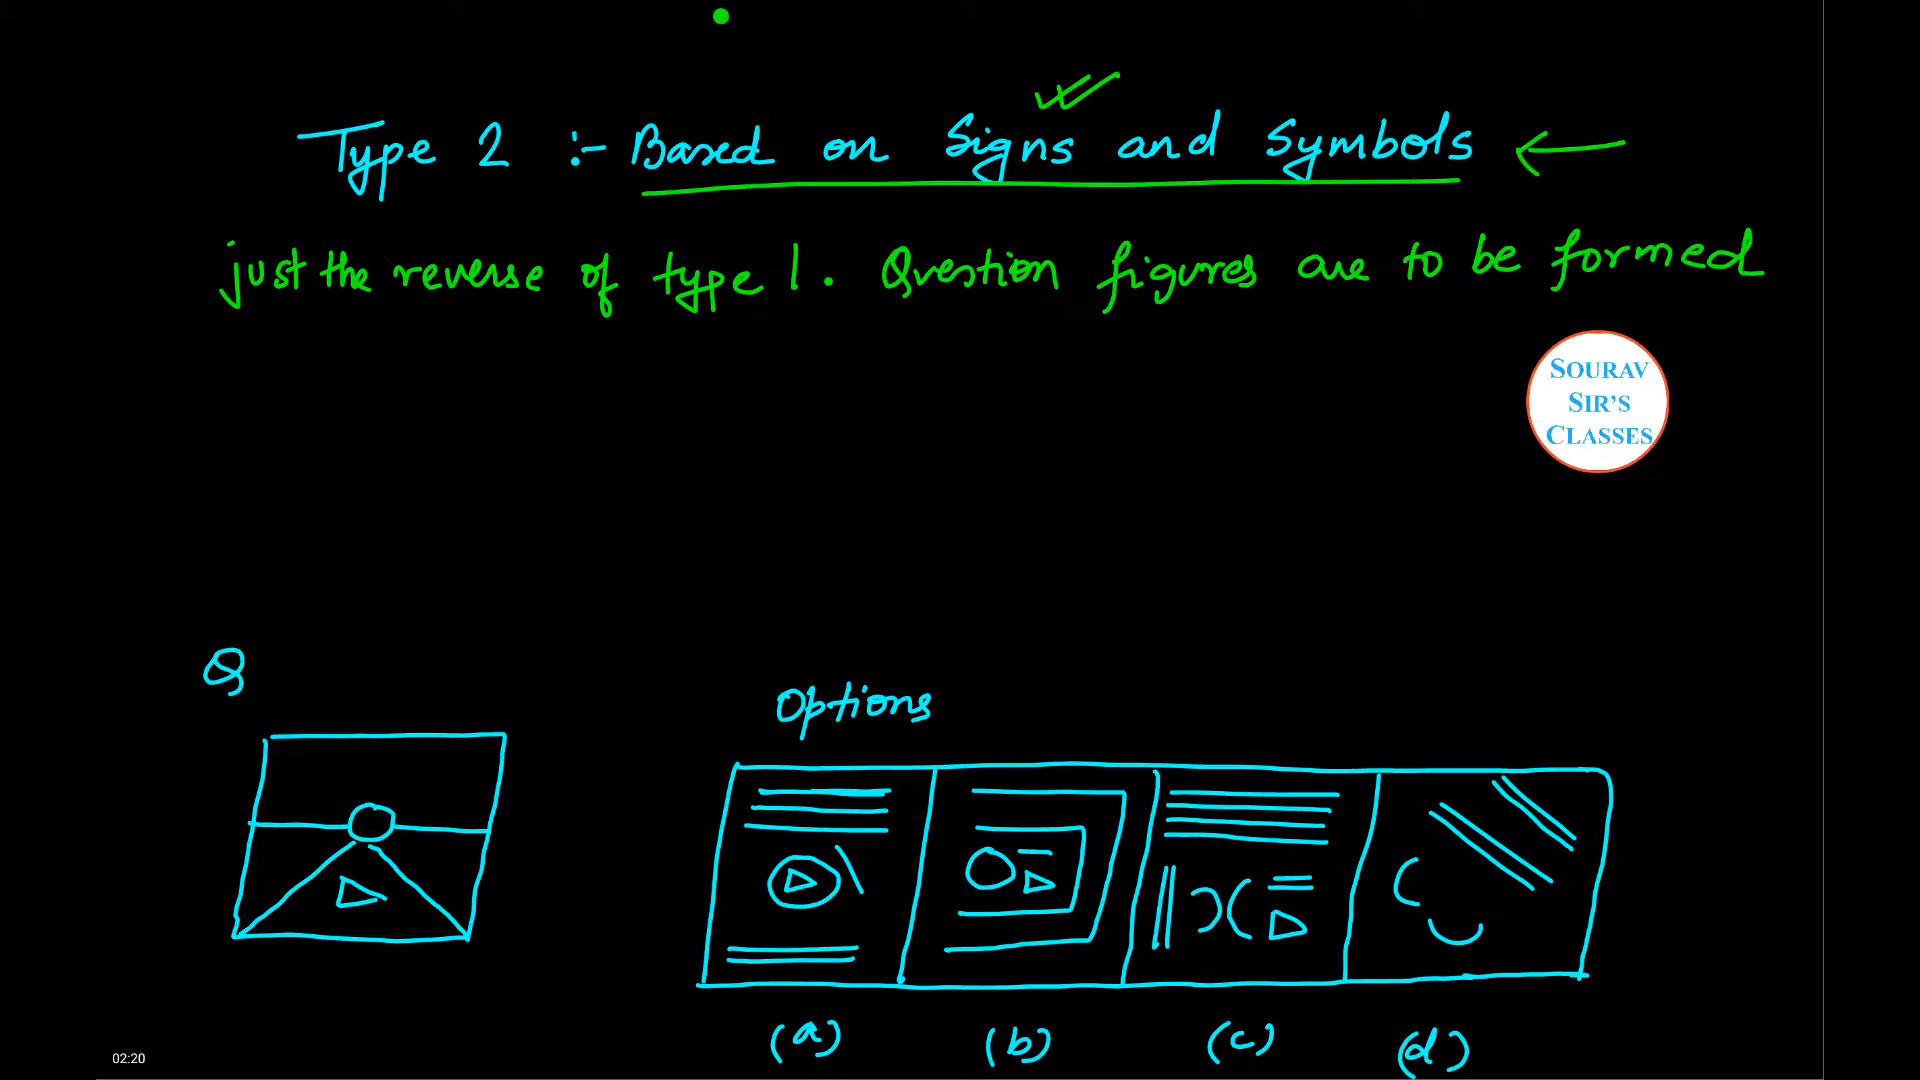 Type 2 :- Based on Signs and Symbols
just the reverse of type 1. Question figures are to be formed
SOURAV
SIR'S
CLASSES
Q
Options
(a) (b) (c) (d)
02:20